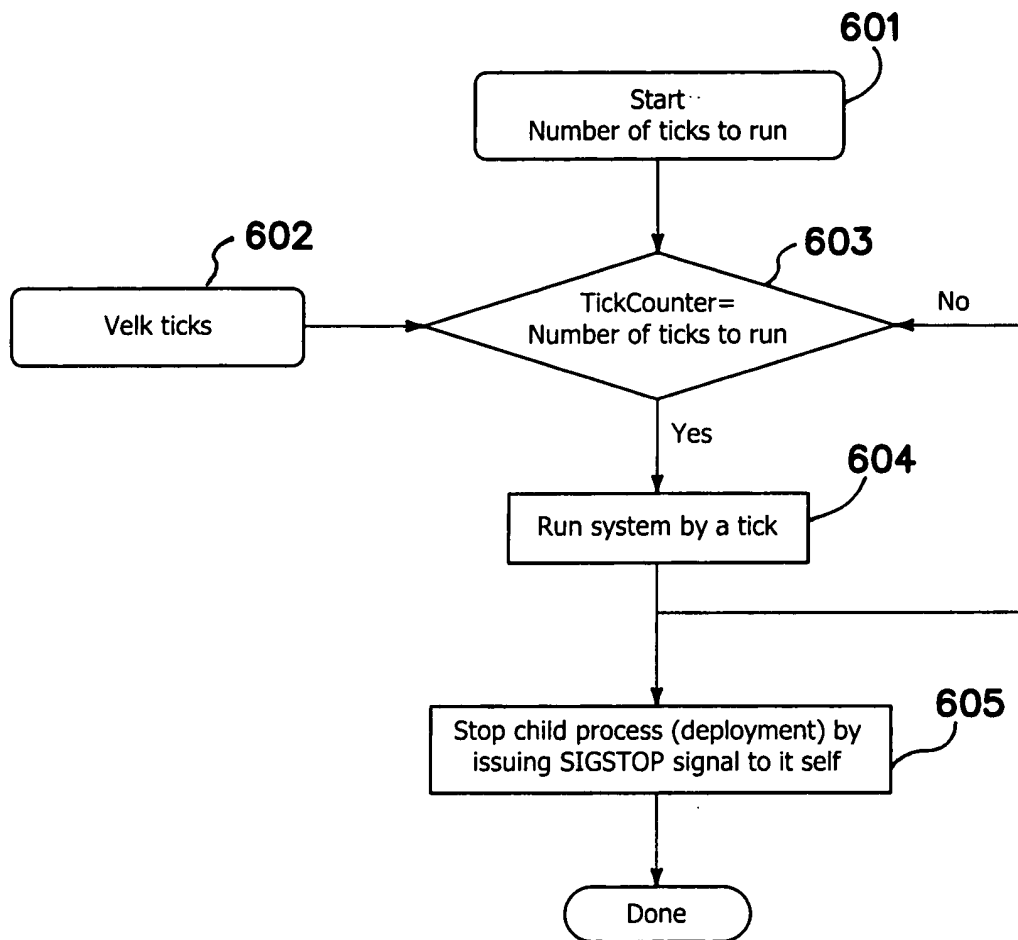 601
Start
Number of ticks to run
602
603
Velk ticks
TickCounter=
Number of ticks to run
No
Yes
604
Run system by a tick
605
Stop child process (deployment) by
issuing SIGSTOP signal to it self
Done